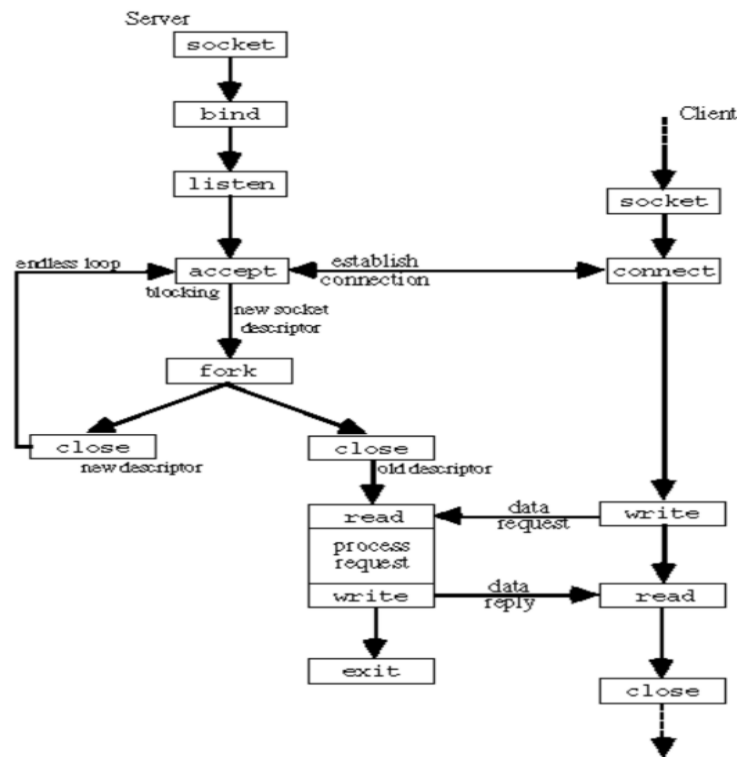 Server
socket
bind
Client
listen
socket
endless loop
accept
establish
connection
connect
blocking
new socket
descriptor
fork
close
new descriptor
close
old descriptor
read
data
request
write
process
request
write
data
reply
read
exit
close